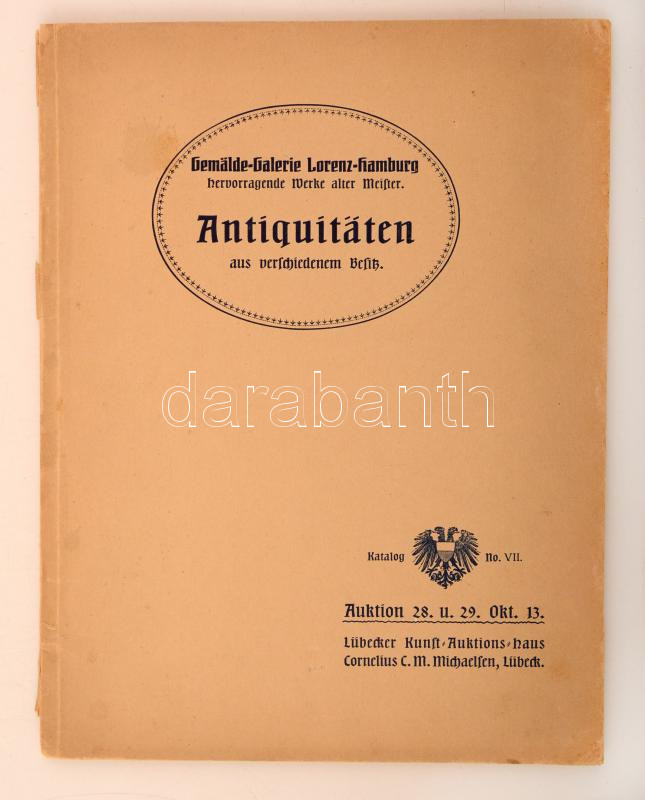 Gemälde-Galerie Lorenz-Hamburg
hervorragende Werke alter Meiſter.
Antiquitäten
aus verſchiedenem Beſitz.
darabanth
Katalog No. VII.
Auktion 28. u. 29. Okt. 13.
Lübecker Kunſt-Auktions-Haus
Cornelius C. M. Michaelſen, Lübeck.